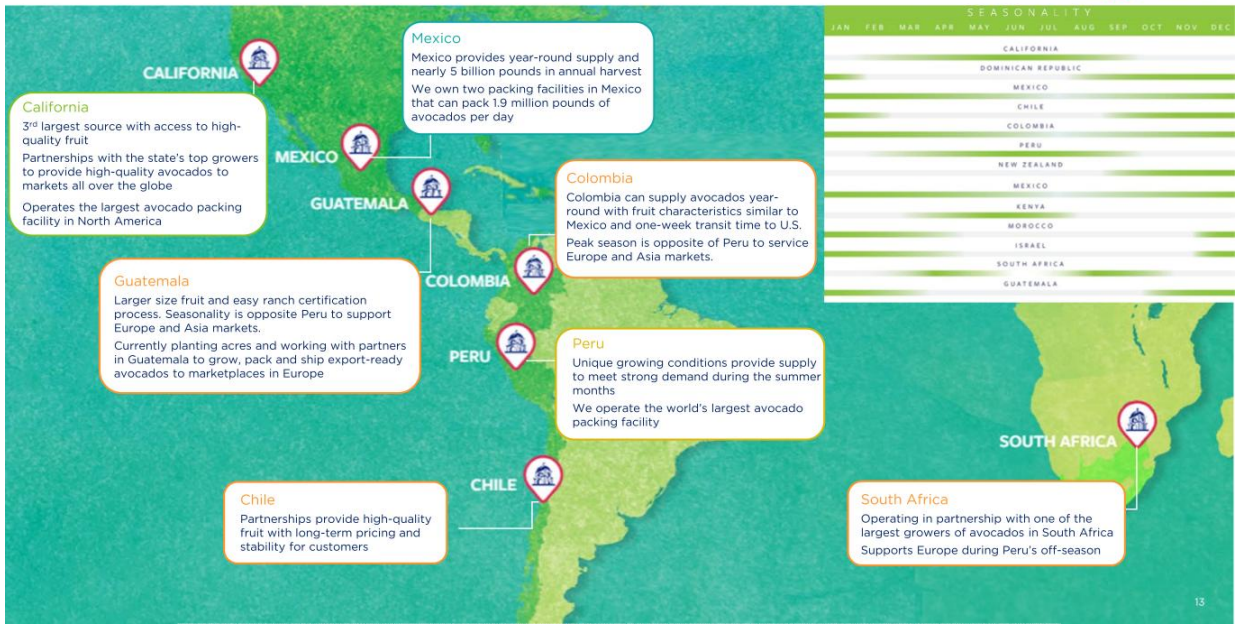 SEASONALITY
JAN FEB MAR APR MAY JUN JUL AUG SEP OCT NOV DEC
CALIFORNIA
DOMINICAN REPUBLIC
MEXICO
CHILE
COLOMBIA
PERU
NEW ZEALAND
MEXICO
KENYA
MOROCCO
ISRAEL
SOUTH AFRICA
GUATEMALA
CALIFORNIA
California
3rd largest source with access to high-
quality fruit
Partnerships with the state's top growers
to provide high-quality avocados to
markets all over the globe
Operates the largest avocado packing
facility in North America
Mexico
Mexico provides year-round supply and
nearly 5 billion pounds in annual harvest
We own two packing facilities in Mexico
that can pack 1.9 million pounds of
avocados per day
MEXICO
GUATEMALA
Colombia
Colombia can supply avocados year-
round with fruit characteristics similar to
Mexico and one-week transit time to U.S.
Peak season is opposite of Peru to service
Europe and Asia markets.
COLOMBIA
Guatemala
Larger size fruit and easy ranch certification
process. Seasonality is opposite Peru to support
Europe and Asia markets.
Currently planting acres and working with partners
in Guatemala to grow, pack and ship export-ready
avocados to marketplaces in Europe
PERU
Peru
Unique growing conditions provide supply
to meet strong demand during the summer
months
We operate the world's largest avocado
packing facility
CHILE
Chile
Partnerships provide high-quality
fruit with long-term pricing and
stability for customers
SOUTH AFRICA
South Africa
Operating in partnership with one of the
largest growers of avocados in South Africa
Supports Europe during Peru's off-season
13